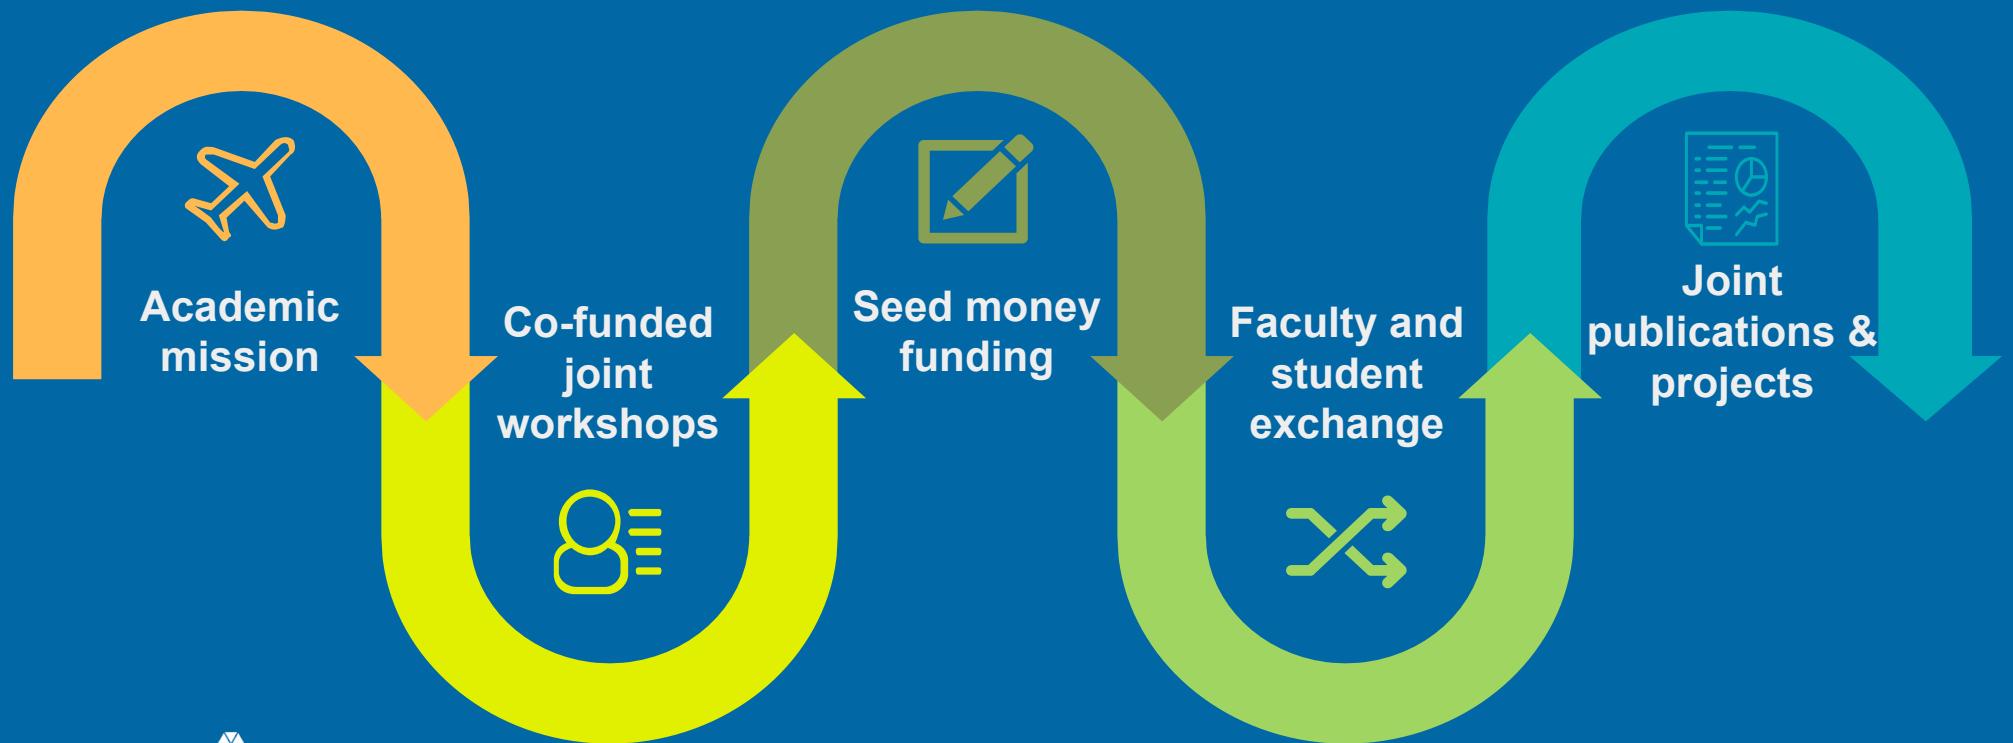 Academic
mission
Co-funded
joint
workshops
Seed money
funding
Faculty and
student
exchange
Joint
publications &
projects